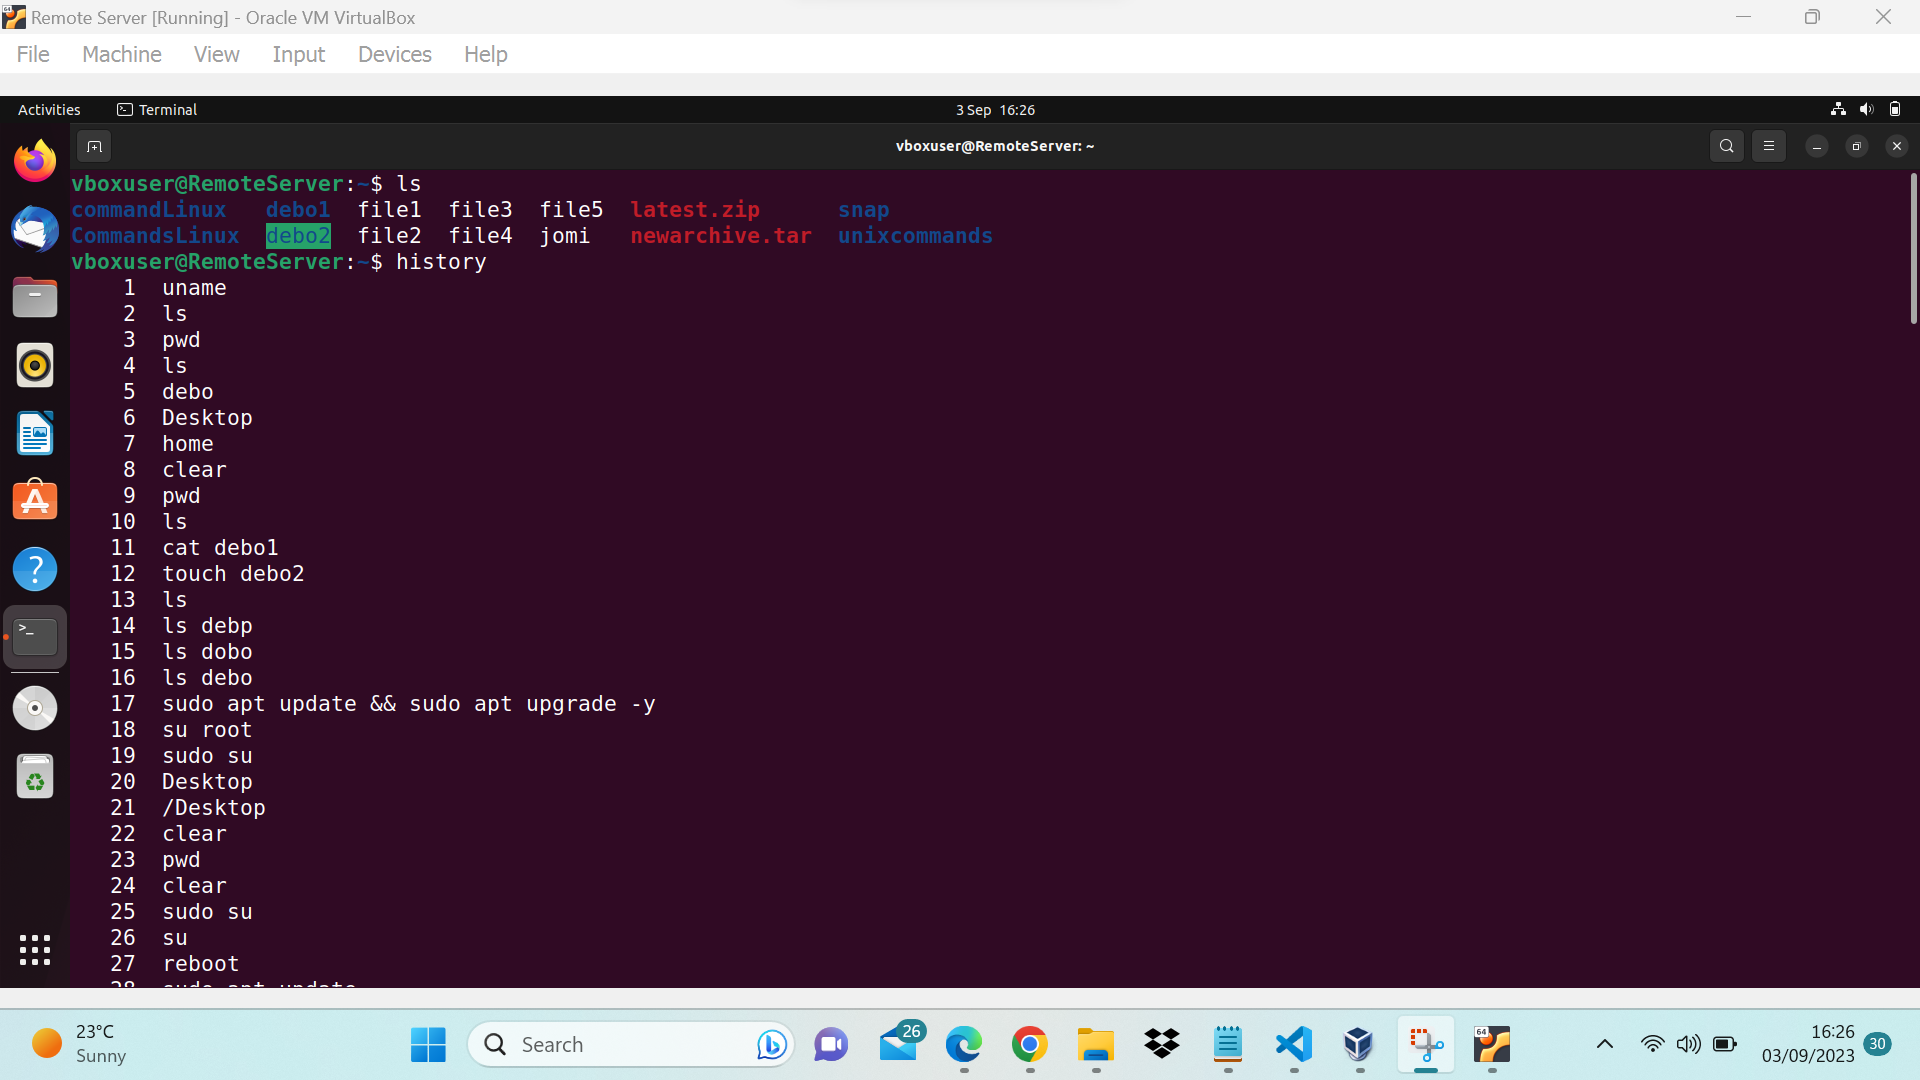 Remote Server [Running] - Oracle VM VirtualBox
File Machine View Input Devices Help
Activities Terminal 3 Sep 16:26
vboxuser@RemoteServer: ~
vboxuser@RemoteServer:~$ ls
commandLinux debo1 file1 file3 file5 latest.zip snap
CommandsLinux debo2 file2 file4 jomi newarchive.tar unixcommands
vboxuser@RemoteServer:~$ history
1 uname
2 ls
3 pwd
4 ls
5 debo
6 Desktop
7 home
8 clear
9 pwd
10 ls
11 cat debo1
12 touch debo2
13 ls
14 ls debp
15 ls dobo
16 ls debo
17 sudo apt update && sudo apt upgrade -y
18 su root
19 sudo su
20 Desktop
21 /Desktop
22 clear
23 pwd
24 clear
25 sudo su
26 su
27 reboot
28 sudo apt update
23°C
Sunny
Search
26
64
16:26
03/09/2023
30